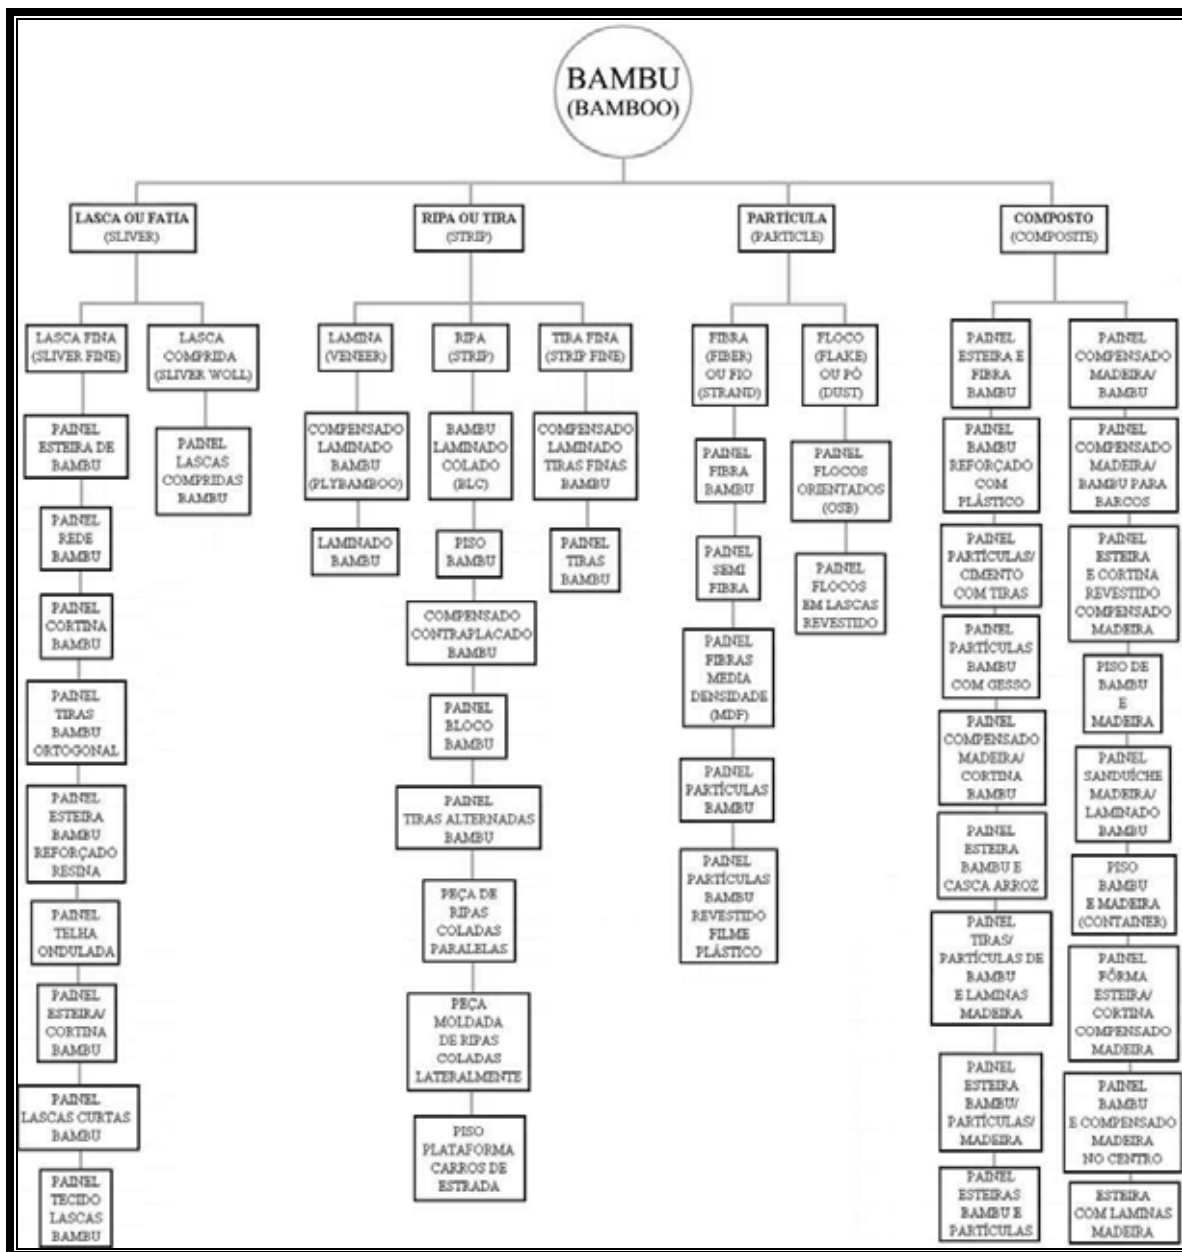 BAMBU
(BAMBOO)
LASCA OU FATIA
(SLIVER)
RIPA OU TIRA
(STRIP)
PARTÍCULA
(PARTICLE)
COMPOSTO
(COMPOSITE)
LASCA FINA
(SLIVER FINE)
PAINEL
ESTEIRA DE
BAMBU
PAINEL
REDE
BAMBU
PAINEL
CORTINA
BAMBU
PAINEL
TIRAS
BAMBU
ORTOGONAL
PAINEL
ESTEIRA
BAMBU
REFORÇADO
RESINA
PAINEL
TELHA
ONDULADA
PAINEL
ESTEIRA/
CORTINA
BAMBU
PAINEL
LASCAS CURTAS
BAMBU
PAINEL
TECIDO
LASCAS
BAMBU
LASCA
COMPRIDA
(SLIVER WOLL)
PAINEL
LASCAS
COMPRIDAS
BAMBU
LAMINA
(VENEER)
COMPENSADO
LAMINADO
BAMBU
(PLYBAMBOO)
LAMINADO
BAMBU
RIPA
(STRIP)
BAMBU
LAMINADO
COLADO
(BLC)
PISO
BAMBU
COMPENSADO
CONTRAPLACADO
BAMBU
PAINEL
BLOCO
BAMBU
PAINEL
TIRAS ALTERNADAS
BAMBU
PEÇA DE
RIPAS
COLADAS
PARALELAS
PEÇA
MOLDADA
DE RIPAS
COLADAS
LATERALMENTE
PISO
PLATAFORMA
CARROS DE
ESTRADA
TIRA FINA
(STRIP FINE)
COMPENSADO
LAMINADO
TIRAS FINAS
BAMBU
PAINEL
TIRAS
BAMBU
FIBRA
(FIBER)
OU FIO
(STRAND)
PAINEL
FIBRA
BAMBU
PAINEL
SEMI
FIBRA
PAINEL
FIBRAS
MEDIA
DENSIDADE
(MDF)
PAINEL
PARTÍCULAS
BAMBU
PAINEL
PARTÍCULAS
BAMBU
REVESTIDO
FILME
PLÁSTICO
FLOCO
(FLAKE)
OU PÓ
(DUST)
PAINEL
FLOCOS
ORIENTADOS
(OSB)
PAINEL
FLOCOS
EM LASCAS
REVESTIDO
PAINEL
ESTEIRA E
FIBRA
BAMBU
PAINEL
BAMBU
REFORÇADO
COM
PLÁSTICO
PAINEL
PARTÍCULAS/
CIMENTO
COM TIRAS
PAINEL
PARTÍCULAS
BAMBU
COM GESSO
PAINEL
COMPENSADO
MADEIRA/
CORTINA
BAMBU
PAINEL
ESTEIRA
BAMBU E
CASCA ARROZ
PAINEL
TIRAS/
PARTÍCULAS DE
BAMBU
E LAMINAS
MADEIRA
PAINEL
ESTEIRA
BAMBU/
PARTÍCULAS/
MADEIRA
PAINEL
ESTEIRAS
BAMBU E
PARTÍCULAS
PAINEL
COMPENSADO
MADEIRA/
BAMBU
PAINEL
COMPENSADO
MADEIRA/
BAMBU PARA
BARCOS
PAINEL
ESTEIRA
E CORTINA
REVESTIDO
COMPENSADO
MADEIRA
PISO DE
BAMBU
E
MADEIRA
PAINEL
SANDUÍCHE
MADEIRA/
LAMINADO
BAMBU
PISO
BAMBU
E MADEIRA
(CONTAINER)
PAINEL
FÔRMA
ESTEIRA/
CORTINA
COMPENSADO
MADEIRA
PAINEL
BAMBU
E COMPENSADO
MADEIRA
NO CENTRO
ESTEIRA
COM LAMINAS
MADEIRA